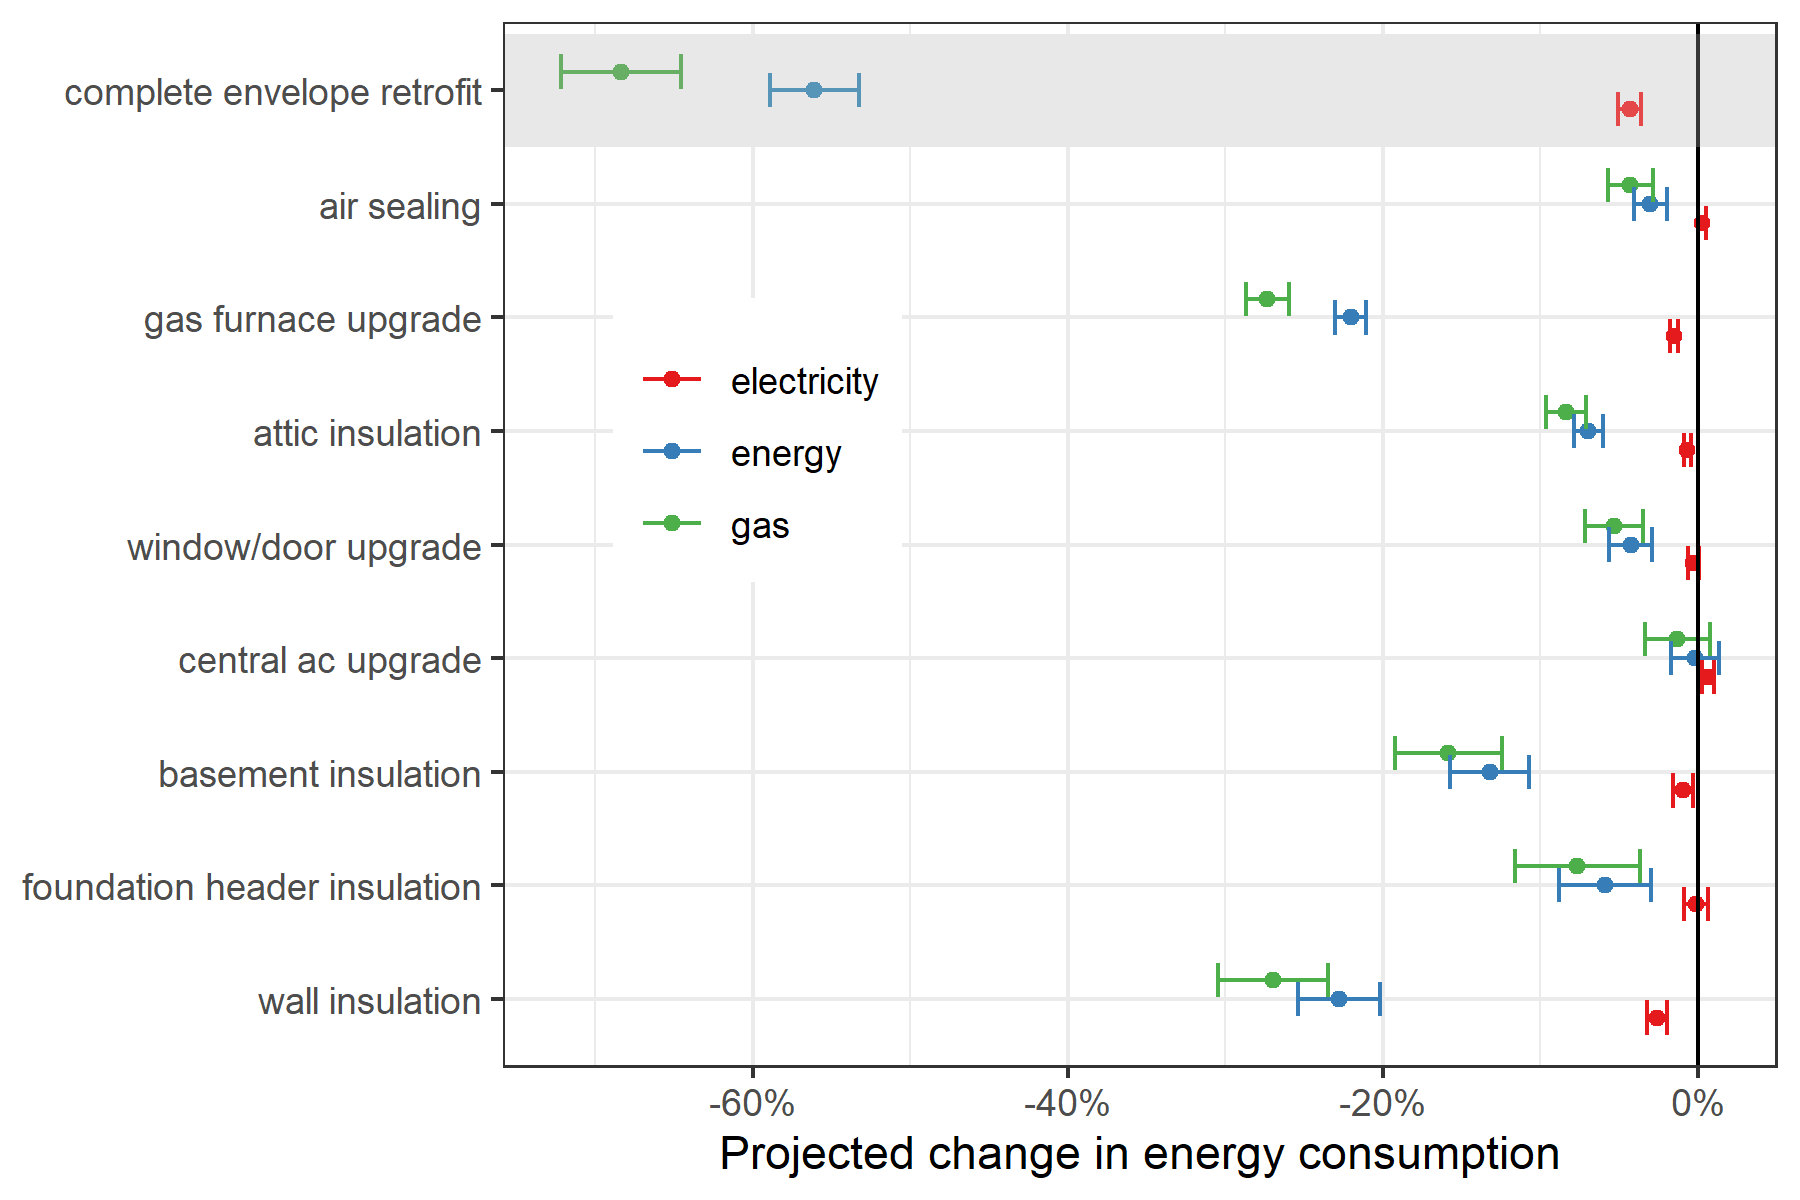 complete envelope retrofit
air sealing
gas furnace upgrade
attic insulation
window/door upgrade
central ac upgrade
basement insulation
foundation header insulation
wall insulation
electricity
energy
gas
-60% -40% -20% 0%
Projected change in energy consumption